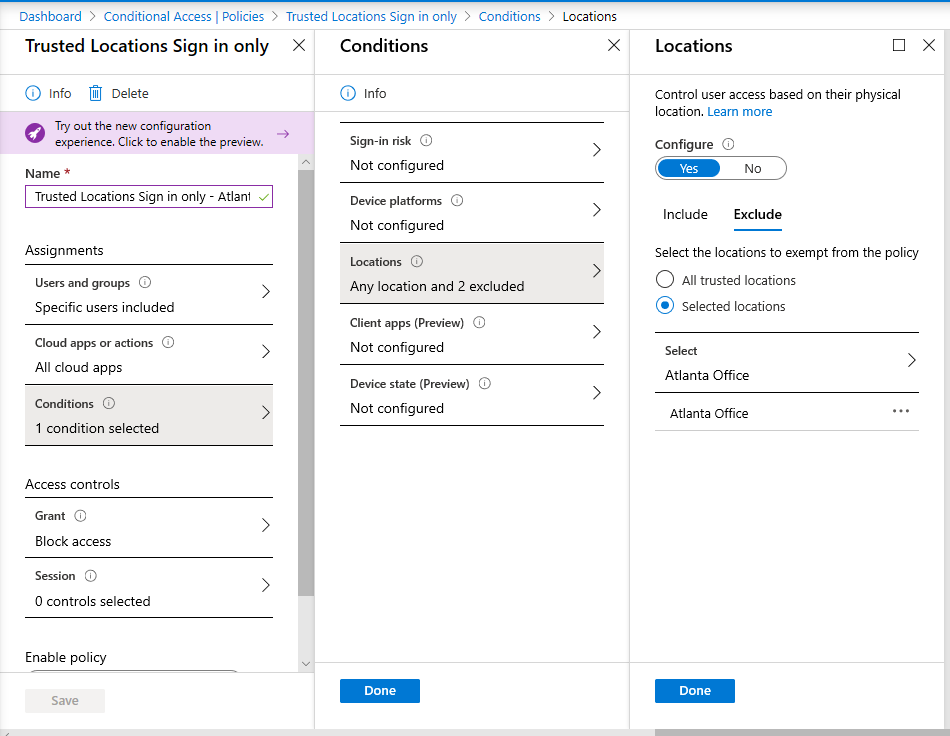 Dashboard > Conditional Access | Policies > Trusted Locations Sign in only > Conditions > Locations
Trusted Locations Sign in only
Info
Delete
Try out the new configuration
experience. Click to enable the preview.
Name *
Trusted Locations Sign in only - Atlant
Assignments
Users and groups
Specific users included
Cloud apps or actions
All cloud apps
Conditions
1 condition selected
Access controls
Grant
Block access
Session
0 controls selected
Enable policy
Save
Conditions
Info
Sign-in risk
Not configured
Device platforms
Not configured
Locations
Any location and 2 excluded
Client apps (Preview)
Not configured
Device state (Preview)
Not configured
Done
Locations
Control user access based on their physical
location. Learn more
Configure
Yes No
Include Exclude
Select the locations to exempt from the policy
All trusted locations
Selected locations
Select
Atlanta Office
Atlanta Office
Done